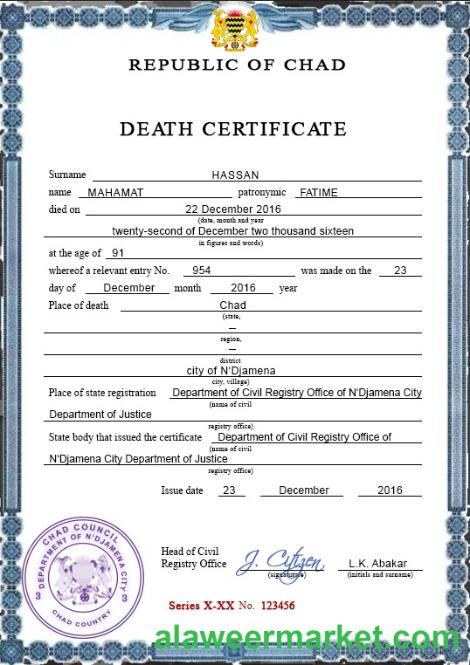 REPUBLIC OF CHAD
DEATH CERTIFICATE
Surname HASSAN
name MAHAMAT patronymic FATIME
died on 22 December 2016
(date, month and year
twenty-second of December two thousand sixteen
in figures and words)
at the age of 91
whereof a relevant entry No. 954 was made on the 23
day of December month 2016 year
Place of death Chad
(state,
—
region,
—
district
city of N'Djamena
city, village)
Place of state registration Department of Civil Registry Office of N'Djamena City
(name of civil
Department of Justice
registry office)
State body that issued the certificate Department of Civil Registry Office of
(name of civil
N'Djamena City Department of Justice
registry office)
Issue date 23 December 2016
CHAD COUNCIL
DEPARTMENT OF N'DJAMENA CITY
3 3
CHAD COUNTRY
Head of Civil
Registry Office J. Citizen L.K. Abakar
(signature) (initials and surname)
Series X-XX No. 123456
alaweermarket.com